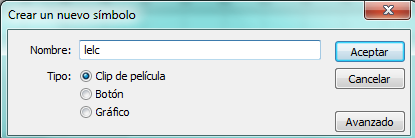 Crear un nuevo símbolo
Nombre: lelc Aceptar
Tipo: Clip de película Cancelar
Botón
Gráfico Avanzado